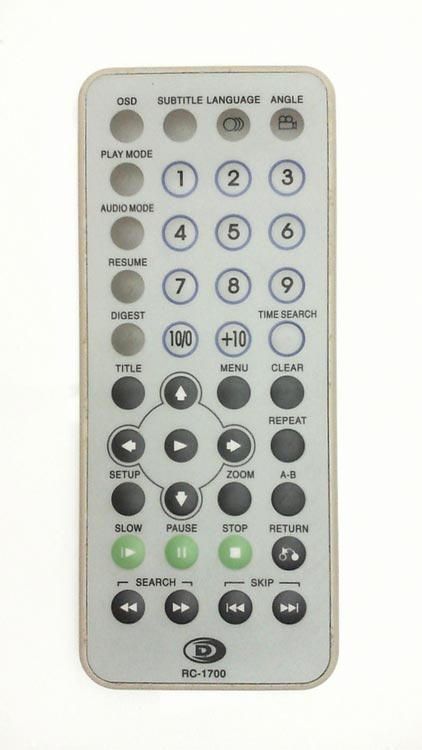 OSD SUBTITLE LANGUAGE ANGLE
PLAY MODE
1 2 3
AUDIO MODE
4 5 6
RESUME
7 8 9
DIGEST TIME SEARCH
10/0 +10
TITLE MENU CLEAR
REPEAT
SETUP ZOOM A-B
SLOW PAUSE STOP RETURN
SEARCH SKIP
D
RC-1700